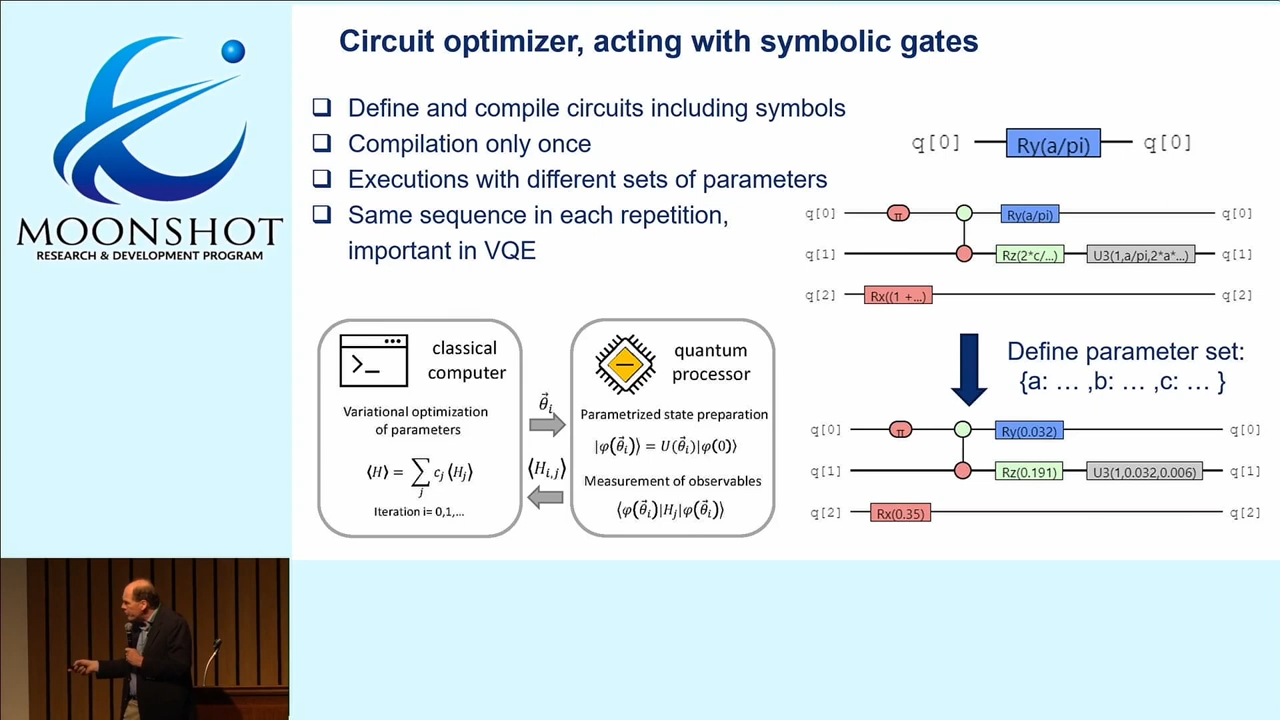 Circuit optimizer, acting with symbolic gates
MOONSHOT
RESEARCH & DEVELOPMENT PROGRAM
Define and compile circuits including symbols
Compilation only once
Executions with different sets of parameters
Same sequence in each repetition,
important in VQE
q[0] Ry(a/pi) q[0]
q[0] π Ry(a/pi) q[0]
q[1] Rz(2*c/...) U3(1,a/pi,2*a*...) q[1]
q[2] Rx((1 +...) q[2]
Define parameter set:
{a: … ,b: … ,c: … }
q[0] π Ry(0.032) q[0]
q[1] Rz(0.191) U3(1,0.032,0.006) q[1]
q[2] Rx(0.35) q[2]
classical
computer
Variational optimization
of parameters
⟨H⟩ = ∑_j c_j ⟨H_j⟩
Iteration i= 0,1,...
θ⃗_i
⟨H_{i,j}⟩
quantum
processor
Parametrized state preparation
|φ(θ⃗_i)⟩ = U(θ⃗_i)|φ(0)⟩
Measurement of observables
⟨φ(θ⃗_i)|H_j|φ(θ⃗_i)⟩